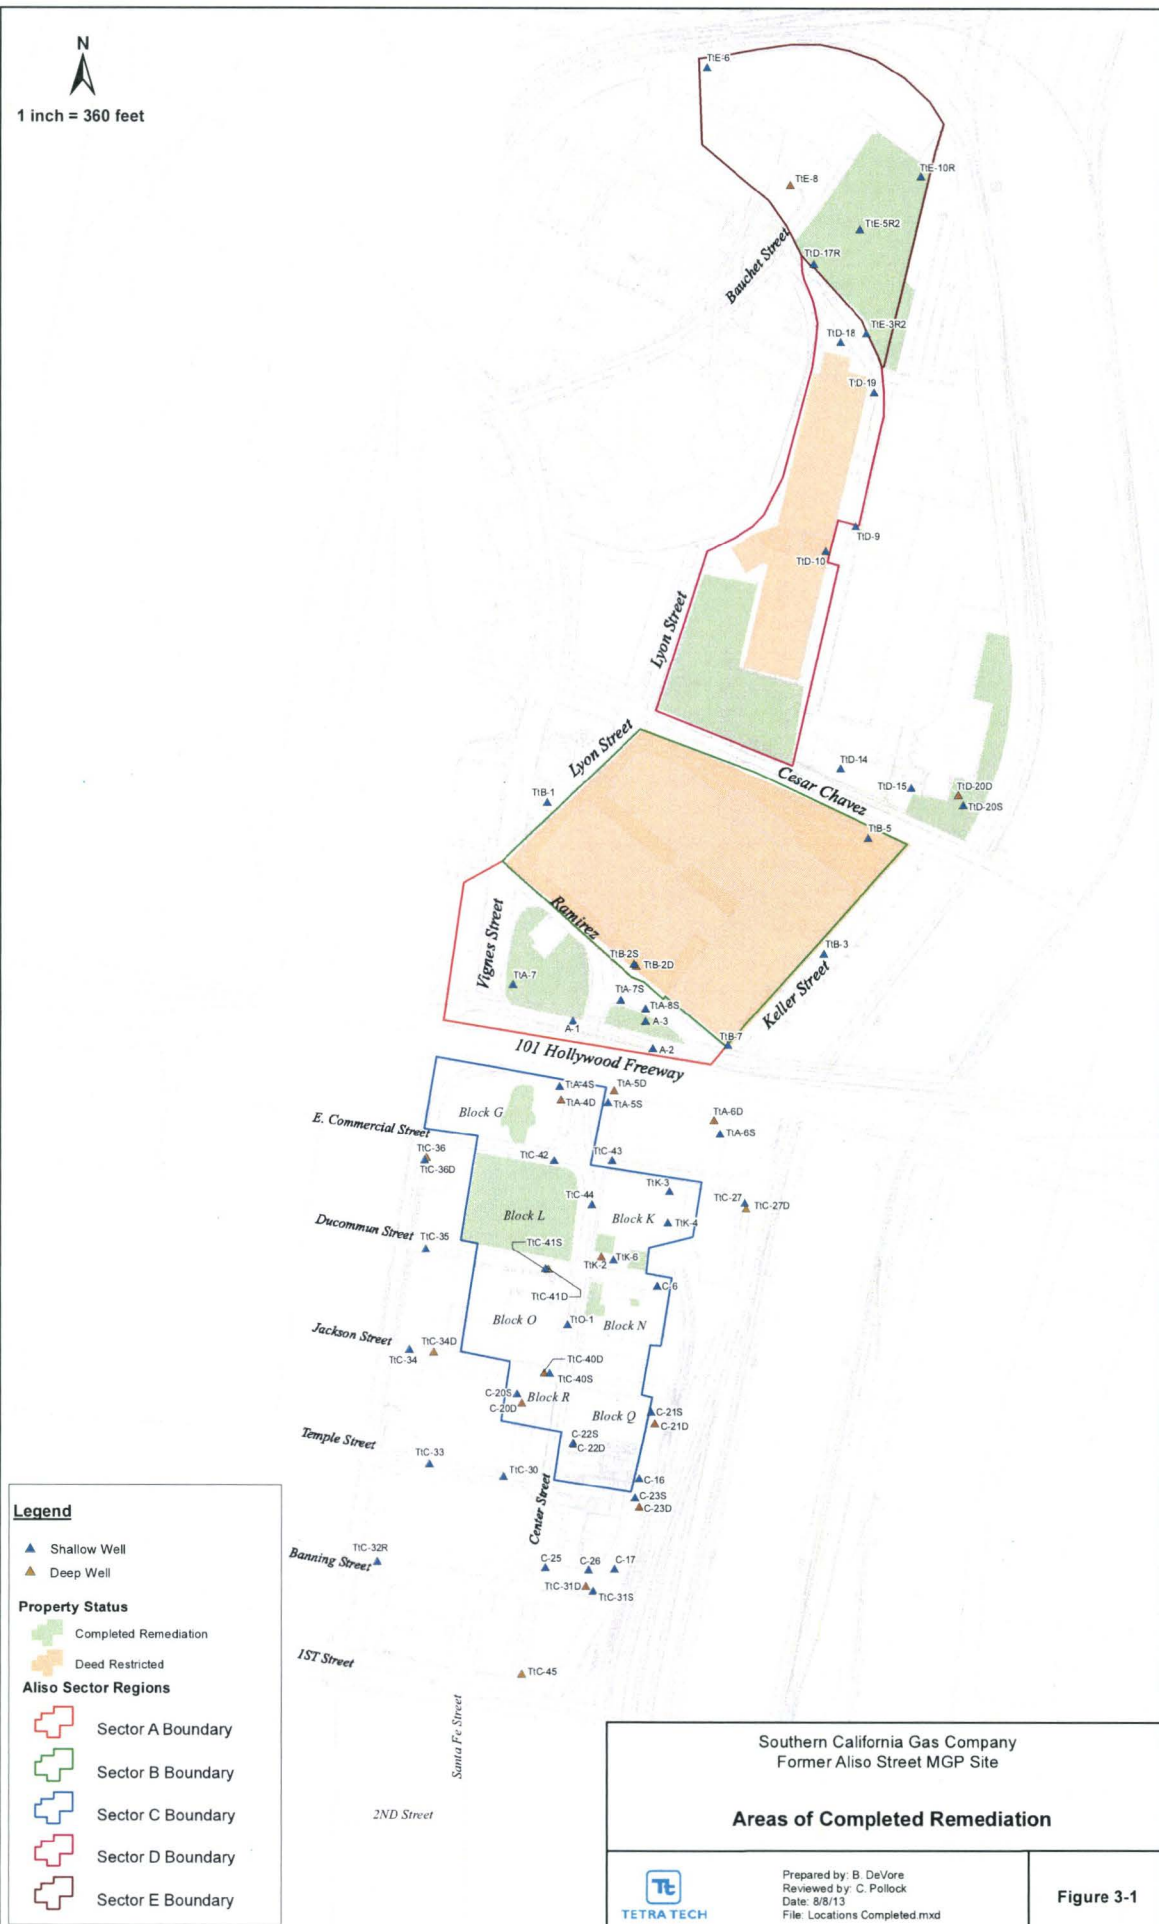 N
1 inch = 360 feet
TtE-6
TtE-10R
TtE-8
TtE-5R2
Bauchet Street
TtD-17R
TtE-3R2
TtD-18
TtD-19
TtD-9
TtD-10
Lyon Street
Lyon Street
TtD-14
Cesar Chavez
TtD-15
TtD-20D
TtD-20S
TtB-1
TtB-5
Ramirez
Vignes Street
TtB-2S
TtB-2D
TtB-3
Keller Street
TtA-7
TtA-7S
TtA-8S
A-3
A-1
TtB-7
A-2
101 Hollywood Freeway
TtA-4S
TtA-5D
TtA-4D
TtA-5S
Block G
TtA-6D
TtA-6S
E. Commercial Street
TtC-36
TtC-36D
TtC-42
TtC-43
TtK-3
TtC-44
TtC-27
TtC-27D
Block L
Block K
TtK-4
Ducommun Street
TtC-35
TtC-41S
TtK-6
TtK-2
C-6
TtC-41D
Block O
TtO-1
Block N
Jackson Street
TtC-34D
TtC-34
TtC-40D
TtC-40S
C-20S
Block R
C-20D
Block Q
C-21S
C-21D
C-22S
C-22D
Temple Street
TtC-33
TtC-30
Center Street
C-16
C-23S
C-23D
Banning Street
TtC-32R
C-25
C-26
C-17
TtC-31D
TtC-31S
1ST Street
TtC-45
Santa Fe Street
2ND Street
Legend
Shallow Well
Deep Well
Property Status
Completed Remediation
Deed Restricted
Aliso Sector Regions
Sector A Boundary
Sector B Boundary
Sector C Boundary
Sector D Boundary
Sector E Boundary
Southern California Gas Company
Former Aliso Street MGP Site
Areas of Completed Remediation
Tt
TETRA TECH
Prepared by: B. DeVore
Reviewed by: C. Pollock
Date: 8/8/13
File: Locations Completed.mxd
Figure 3-1